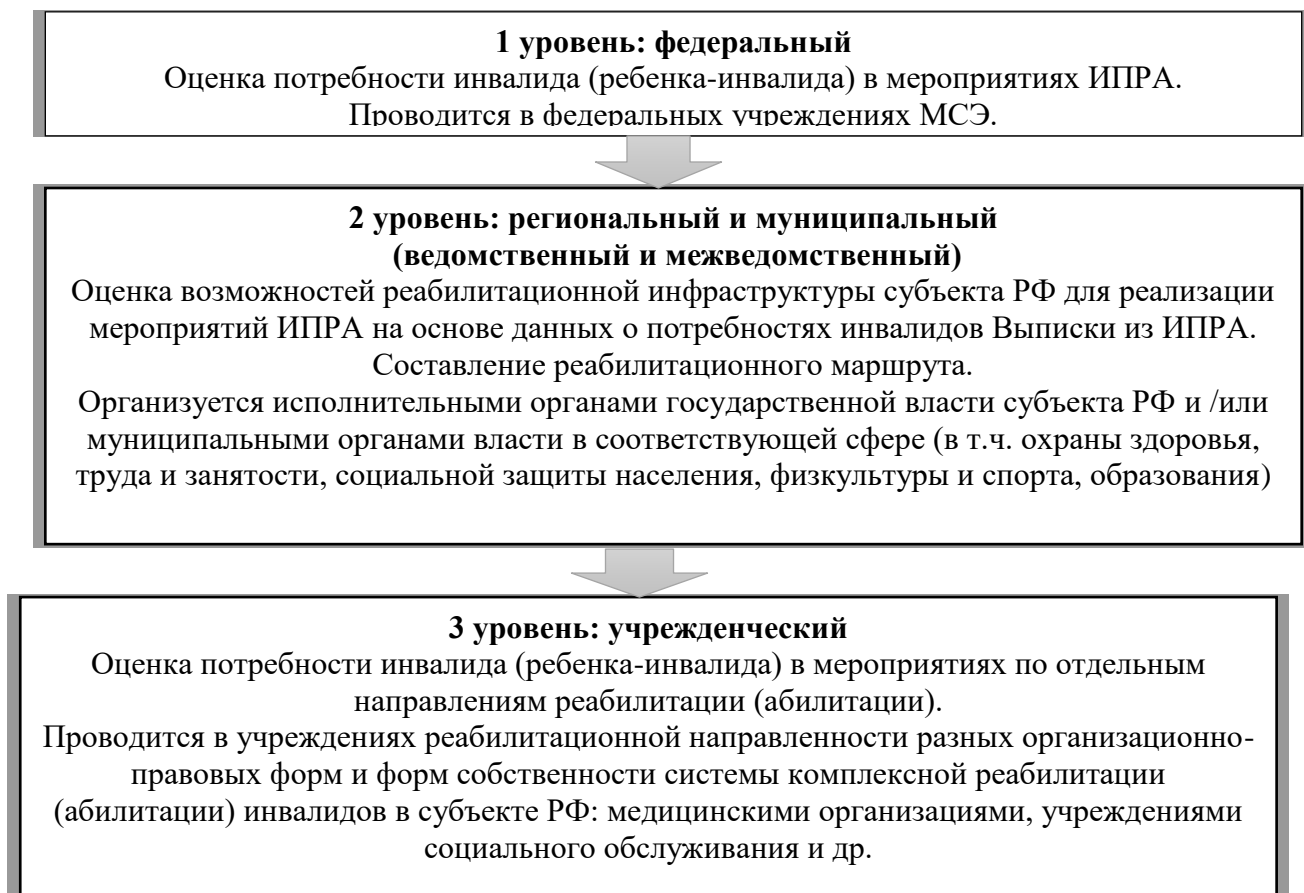 1 уровень: федеральный
Оценка потребности инвалида (ребенка-инвалида) в мероприятиях ИПРА.
Проводится в федеральных учреждениях МСЭ.
2 уровень: региональный и муниципальный
(ведомственный и межведомственный)
Оценка возможностей реабилитационной инфраструктуры субъекта РФ для реализации
мероприятий ИПРА на основе данных о потребностях инвалидов Выписки из ИПРА.
Составление реабилитационного маршрута.
Организуется исполнительными органами государственной власти субъекта РФ и /или
муниципальными органами власти в соответствующей сфере (в т.ч. охраны здоровья,
труда и занятости, социальной защиты населения, физкультуры и спорта, образования)
3 уровень: учрежденческий
Оценка потребности инвалида (ребенка-инвалида) в мероприятиях по отдельным
направлениям реабилитации (абилитации).
Проводится в учреждениях реабилитационной направленности разных организационно-
правовых форм и форм собственности системы комплексной реабилитации
(абилитации) инвалидов в субъекте РФ: медицинскими организациями, учреждениями
социального обслуживания и др.